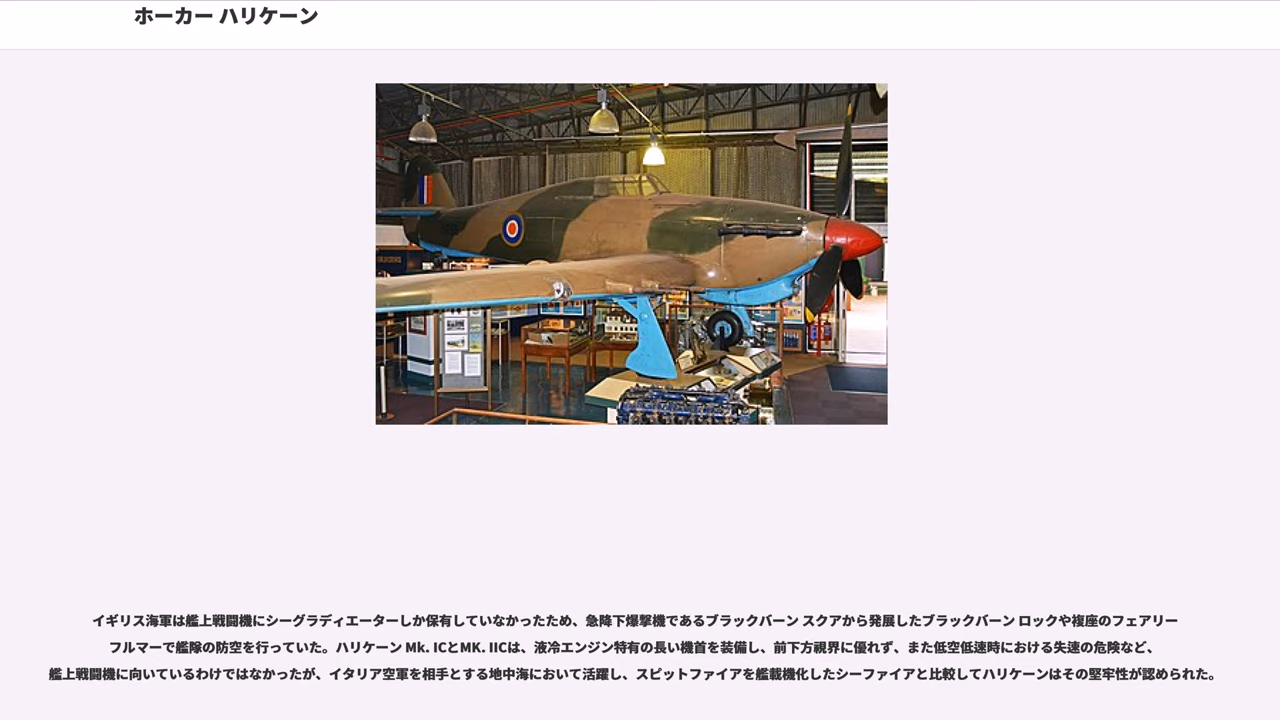 ホーカー ハリケーン
イギリス海軍は艦上戦闘機にシーグラディエーターしか保有していなかったため、急降下爆撃機であるブラックバーン スクアから発展したブラックバーン ロックや複座のフェアリー
フルマーで艦隊の防空を行っていた。ハリケーン Mk. ICとMK. IICは、液冷エンジン特有の長い機首を装備し、前下方視界に優れず、また低空低速時における失速の危険など、
艦上戦闘機に向いているわけではなかったが、イタリア空軍を相手とする地中海において活躍し、スピットファイアを艦載機化したシーファイアと比較してハリケーンはその堅牢性が認められた。